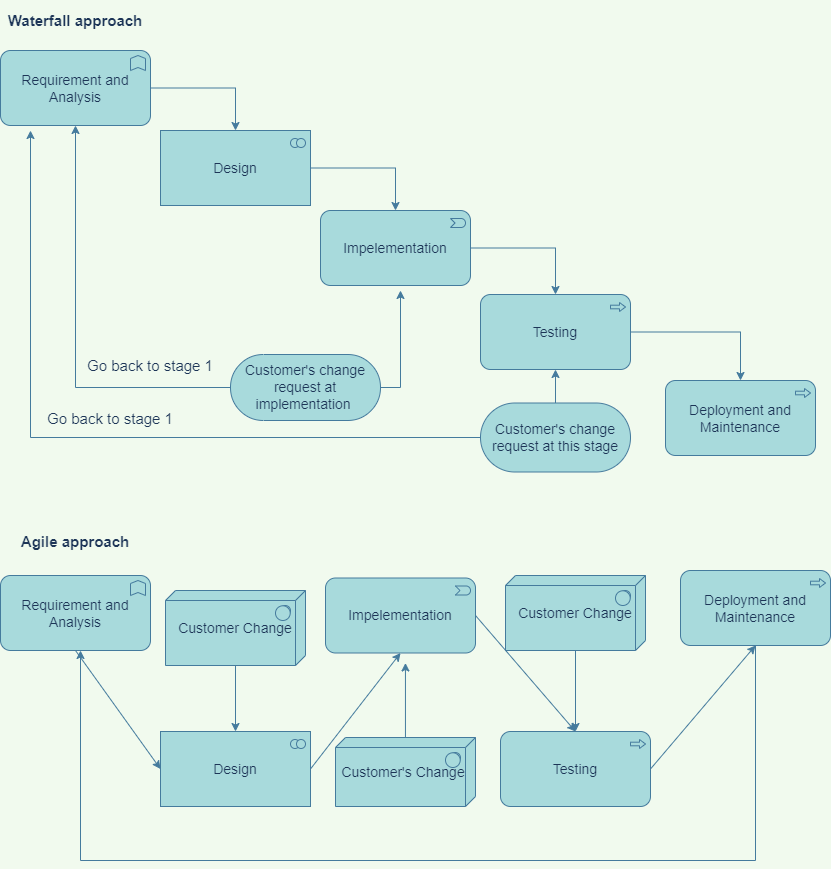 Waterfall approach
Requirement and
Analysis
Design
Impelementation
Testing
Go back to stage 1
Customer's change
request at
implementation
Deployment and
Maintenance
Go back to stage 1
Customer's change
request at this stage
Agile approach
Requirement and
Analysis
Customer Change
Impelementation
Customer Change
Deployment and
Maintenance
Design
Customer's Change
Testing